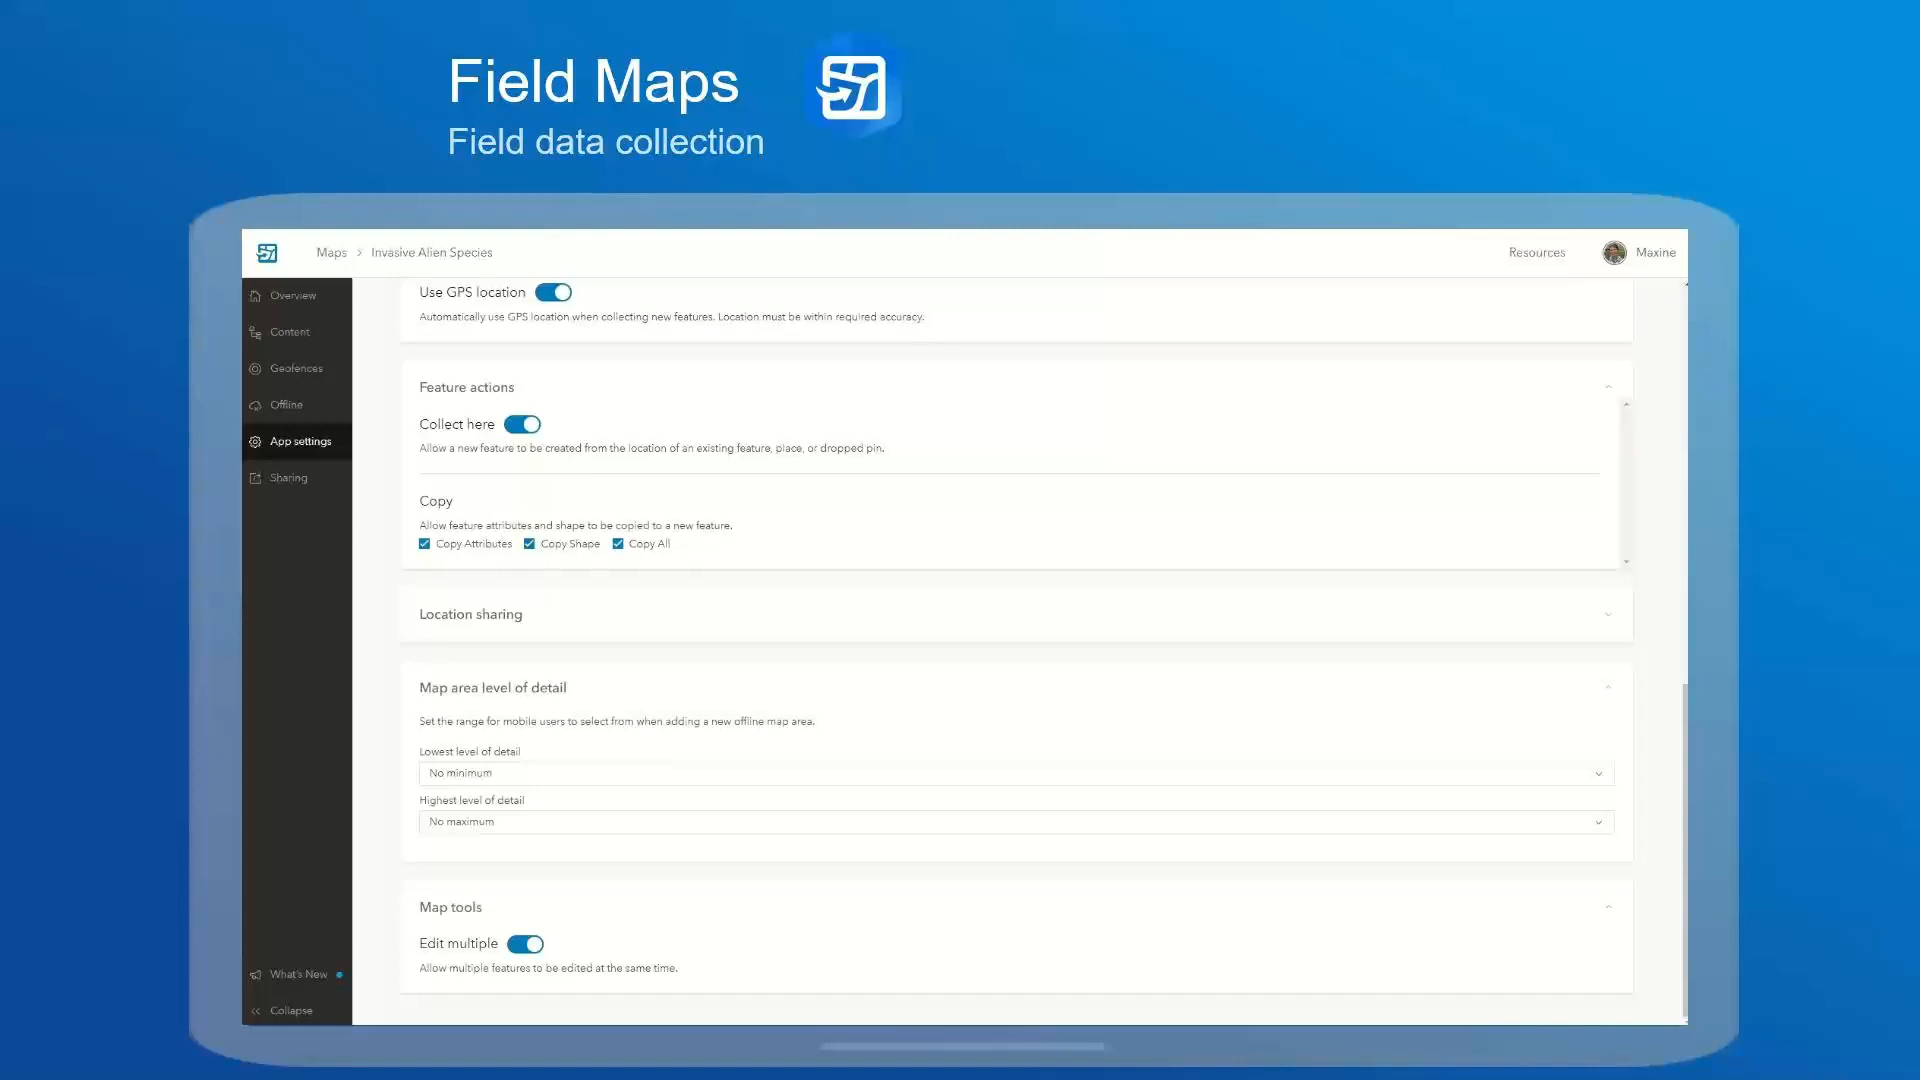 Field Maps
Field data collection
Maps > Invasive Alien Species
Resources
Maxine
Overview
Content
Geofences
Offline
App settings
Sharing
What's New
Collapse
Use GPS location
Automatically use GPS location when collecting new features. Location must be within required accuracy.
Feature actions
Collect here
Allow a new feature to be created from the location of an existing feature, place, or dropped pin.
Copy
Allow feature attributes and shape to be copied to a new feature.
Copy Attributes Copy Shape Copy All
Location sharing
Map area level of detail
Set the range for mobile users to select from when adding a new offline map area.
Lowest level of detail
No minimum
Highest level of detail
No maximum
Map tools
Edit multiple
Allow multiple features to be edited at the same time.